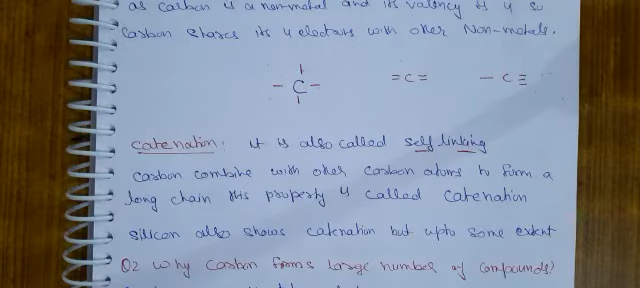 as carbon is a non-metal and its valency is 4 so
Carbon Shares its 4 electrons with other Non-metals.
- C - =C= - C ≡
Catenation: It is also called self linking
Carbon combine with other Carbon atoms to form a
long chain this property is called Catenation
Silicon also shows catenation but upto some extent
Q2 Why Carbon forms large number of compounds?